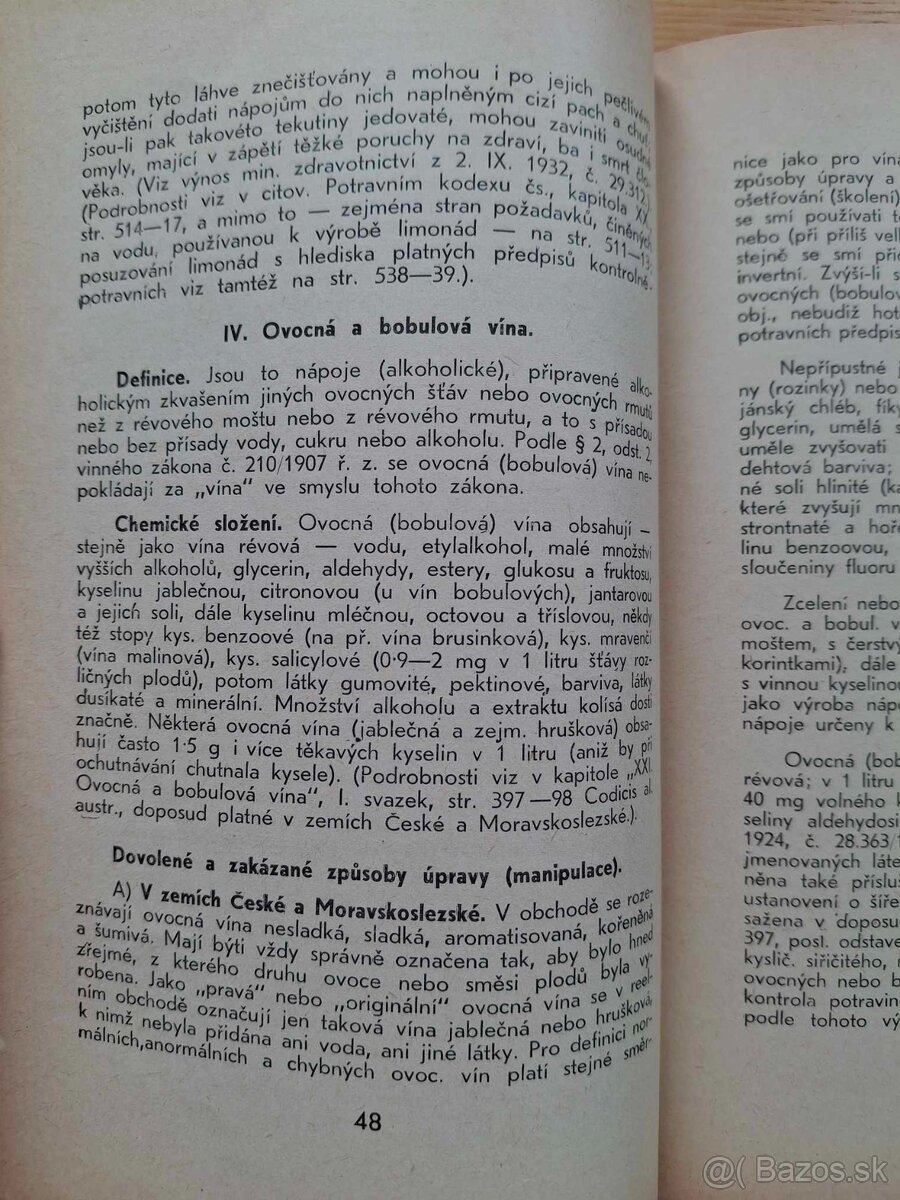 potom tyto láhve znečišťovány a mohou i po jejich pečlivém
vyčištění dodati nápojům do nich naplněným cizí pach a chuť.
jsou-li pak takovéto tekutiny jedovaté, mohou zaviniti osudné
omyly, mající v zápětí těžké poruchy na zdraví, ba i smrt člo-
věka. (Viz výnos min. zdravotnictví z 2. IX. 1932, č. 29.312.)
(Podrobnosti viz v citov. Potravním kodexu čs., kapitola XX,
str. 514—17, a mimo to — zejména stran požadavků, činěných
na vodu, používanou k výrobě limonád — na str. 511—13,
posuzování limonád s hlediska platných předpisů kontrolně.
potravních viz tamtéž na str. 538—39.).
IV. Ovocná a bobulová vína.
Definice. Jsou to nápoje (alkoholické), připravené alko-
holickým zkvašením jiných ovocných šťáv nebo ovocných rmutů
než z révového moštu nebo z révového rmutu, a to s přísadou
nebo bez přísady vody, cukru nebo alkoholu. Podle § 2, odst. 2,
vinného zákona č. 210/1907 ř. z. se ovocná (bobulová) vína ne-
pokládají za „vína" ve smyslu tohoto zákona.
Chemické složení. Ovocná (bobulová) vína obsahují —
stejně jako vína révová — vodu, etylalkohol, malé množství
vyšších alkoholů, glycerin, aldehydy, estery, glukosu a fruktosu,
kyselinu jablečnou, citronovou (u vín bobulových), jantarovou
a jejich soli, dále kyselinu mléčnou, octovou a tříslovou, někdy
též stopy kys. benzoové (na př. vína brusinková), kys. mravenčí
(vína malinová), kys. salicylové (0·9—2 mg v 1 litru šťávy roz-
ličných plodů), potom látky gumovité, pektinové, barviva, látky
dusíkaté a minerální. Množství alkoholu a extraktu kolísá dosti
značně. Některá ovocná vína (jablečná a zejm. hrušková) obsa-
hují často 1·5 g i více těkavých kyselin v 1 litru (aniž by při
ochutnávání chutnala kysele). (Podrobnosti viz v kapitole „XXI.
Ovocná a bobulová vína", I. svazek, str. 397—98 Codicis al.
austr., doposud platné v zemích České a Moravskoslezské.).
Dovolené a zakázané způsoby úpravy (manipulace).
A) V zemích České a Moravskoslezské. V obchodě se roze-
znávají ovocná vína nesladká, sladká, aromatisovaná, kořeněná
a šumivá. Mají býti vždy správně označena tak, aby bylo hned
zřejmé, z kterého druhu ovoce nebo směsi plodů byla vy-
robena. Jako „pravá" nebo „originální" ovocná vína se v reel-
ním obchodě označují jen taková vína jablečná nebo hrušková,
k nimž nebyla přidána ani voda, ani jiné látky. Pro definici nor-
málních,anormálních a chybných ovoc. vín platí stejné směr-
48
nice jako pro vína
způsoby úpravy a
ošetřování (školení)
se smí používati t
nebo (při příliš vel
stejně se smí při
invertní. Zvýší-li s
ovocných (bobulov
obj., nebudiž hot
potravních předpis
Nepřípustné j
ny (rozinky) nebo
jánský chléb, fík
glycerin, umělá s
uměle zvyšovati
dehtová barviva;
né soli hlinité (ka
které zvyšují mn
strontnaté a hoře
linu benzoovou,
sloučeniny fluoru
Zcelení nebo
ovoc. a bobul. v
moštem, s čerstvý
korintkami), dále
s vinnou kyselinou
jako výroba nápo
nápoje určeny k
Ovocná (bob
révová; v 1 litru
40 mg volného k
seliny aldehydosi
1924, č. 28.363/1
jmenovaných láte
něna také příslus
ustanovení o šíře
sažena v doposud
397, posl. odstave
kyslič. siřičitého, n
ovocných nebo b
kontrola potravin
podle tohoto vý
@( Bazos.sk